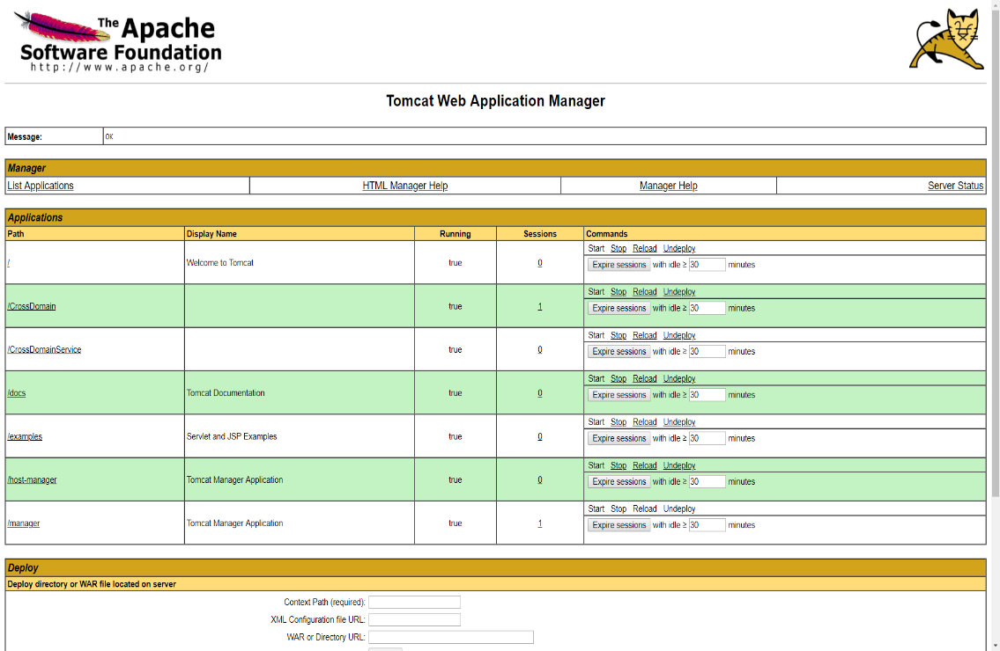 The Apache
Software Foundation
http://www.apache.org/
Tomcat Web Application Manager
Message: OK
Manager
List Applications HTML Manager Help Manager Help Server Status
Applications
Path Display Name Running Sessions Commands
/ Welcome to Tomcat true 0 Start Stop Reload Undeploy
Expire sessions with idle ≥ 30 minutes
/CrossDomain true 1 Start Stop Reload Undeploy
Expire sessions with idle ≥ 30 minutes
/CrossDomainService true 0 Start Stop Reload Undeploy
Expire sessions with idle ≥ 30 minutes
/docs Tomcat Documentation true 0 Start Stop Reload Undeploy
Expire sessions with idle ≥ 30 minutes
/examples Servlet and JSP Examples true 0 Start Stop Reload Undeploy
Expire sessions with idle ≥ 30 minutes
/host-manager Tomcat Manager Application true 0 Start Stop Reload Undeploy
Expire sessions with idle ≥ 30 minutes
/manager Tomcat Manager Application true 1 Start Stop Reload Undeploy
Expire sessions with idle ≥ 30 minutes
Deploy
Deploy directory or WAR file located on server
Context Path (required):
XML Configuration file URL:
WAR or Directory URL: